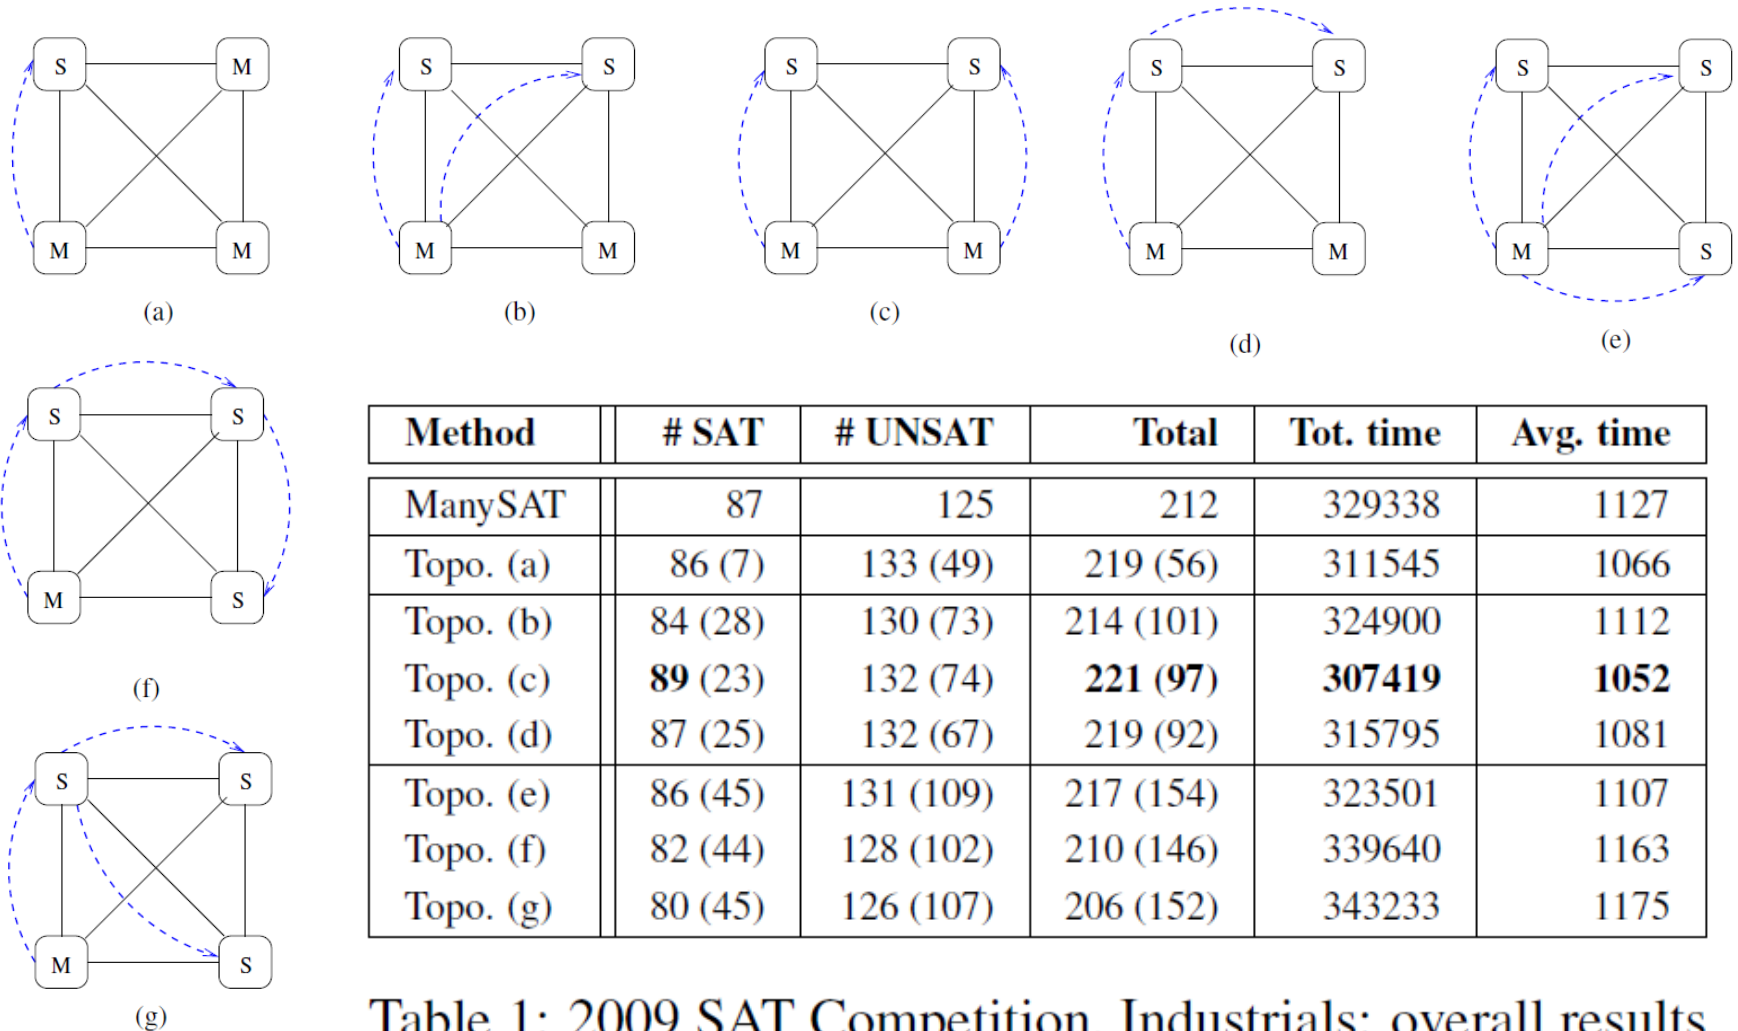 S M S S S S S S S S
M M M M M M M M M S
(a) (b) (c) (d) (e)
S S
M S
(f)
S S
M S
(g)
Method # SAT # UNSAT Total Tot. time Avg. time
ManySAT 87 125 212 329338 1127
Topo. (a) 86 (7) 133 (49) 219 (56) 311545 1066
Topo. (b) 84 (28) 130 (73) 214 (101) 324900 1112
Topo. (c) 89 (23) 132 (74) 221 (97) 307419 1052
Topo. (d) 87 (25) 132 (67) 219 (92) 315795 1081
Topo. (e) 86 (45) 131 (109) 217 (154) 323501 1107
Topo. (f) 82 (44) 128 (102) 210 (146) 339640 1163
Topo. (g) 80 (45) 126 (107) 206 (152) 343233 1175
Table 1: 2009 SAT Competition, Industrials: overall results